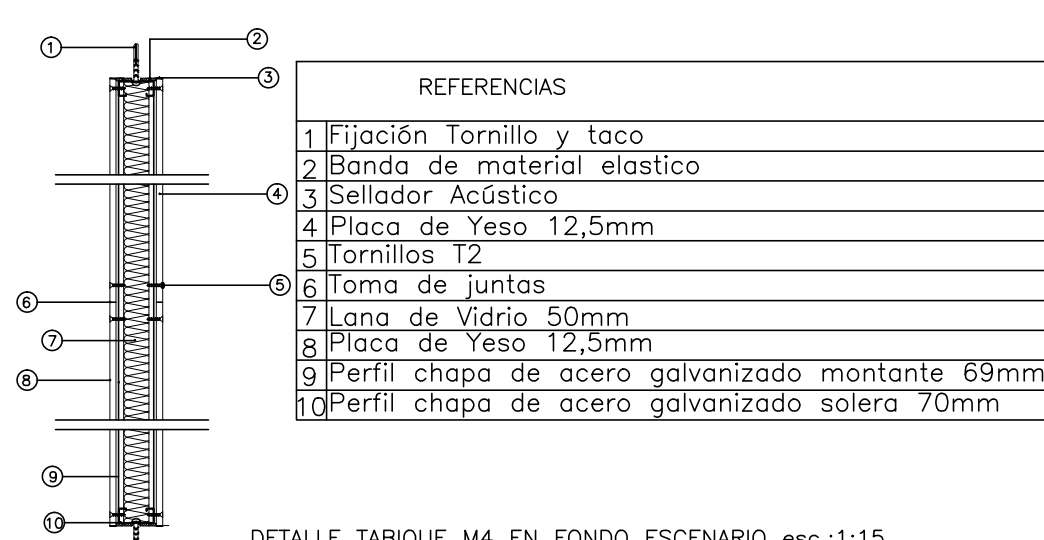 1
2
3
4
5
6
7
8
9
10
REFERENCIAS
1 Fijación Tornillo y taco
2 Banda de material elastico
3 Sellador Acústico
4 Placa de Yeso 12,5mm
5 Tornillos T2
6 Toma de juntas
7 Lana de Vidrio 50mm
8 Placa de Yeso 12,5mm
9 Perfil chapa de acero galvanizado montante 69mm
10 Perfil chapa de acero galvanizado solera 70mm
DETALLE TABIQUE M4 EN FONDO ESCENARIO esc.:1:15